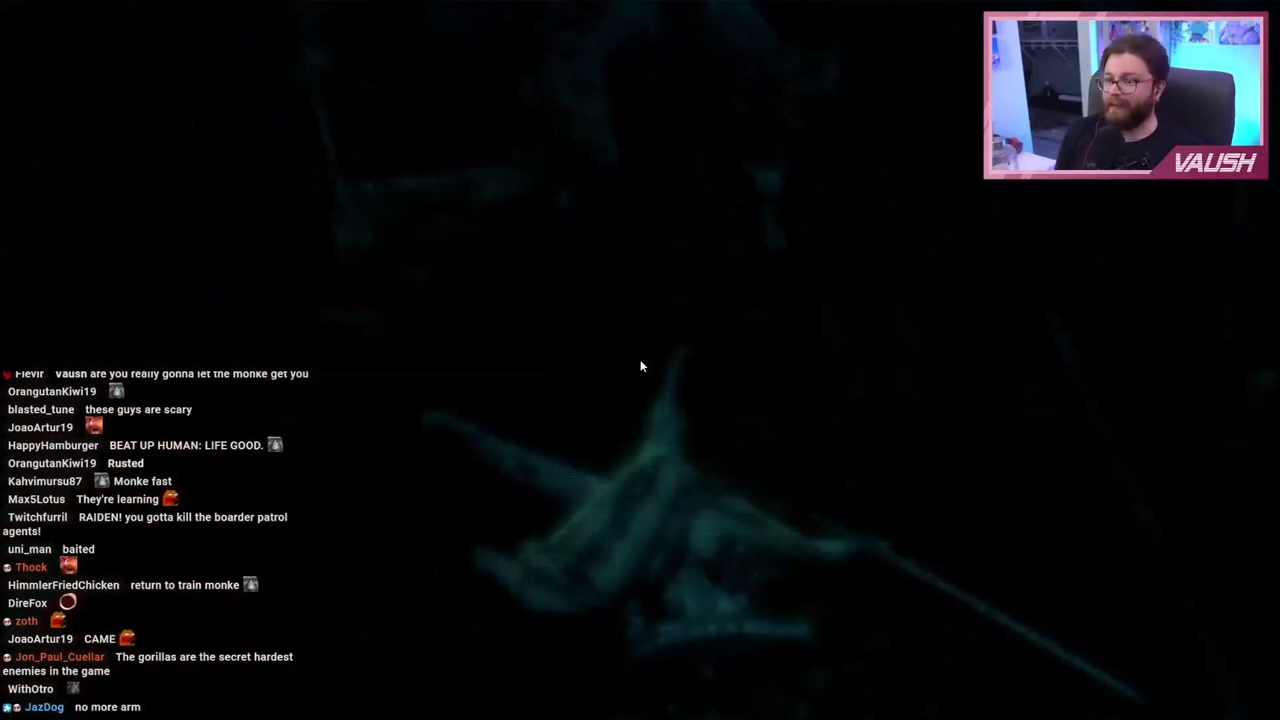 VAUSH
Flevir Vaush are you really gonna let the monke get you
OrangutanKiwi19
blasted_tune these guys are scary
JoaoArtur19
HappyHamburger BEAT UP HUMAN: LIFE GOOD.
OrangutanKiwi19 Rusted
Kahvimursu87 Monke fast
Max5Lotus They're learning
Twitchfurril RAIDEN! you gotta kill the boarder patrol
agents!
uni_man baited
Thock
HimmlerFriedChicken return to train monke
DireFox
zoth
JoaoArtur19 CAME
Jon_Paul_Cuellar The gorillas are the secret hardest
enemies in the game
WithOtro
JazDog no more arm